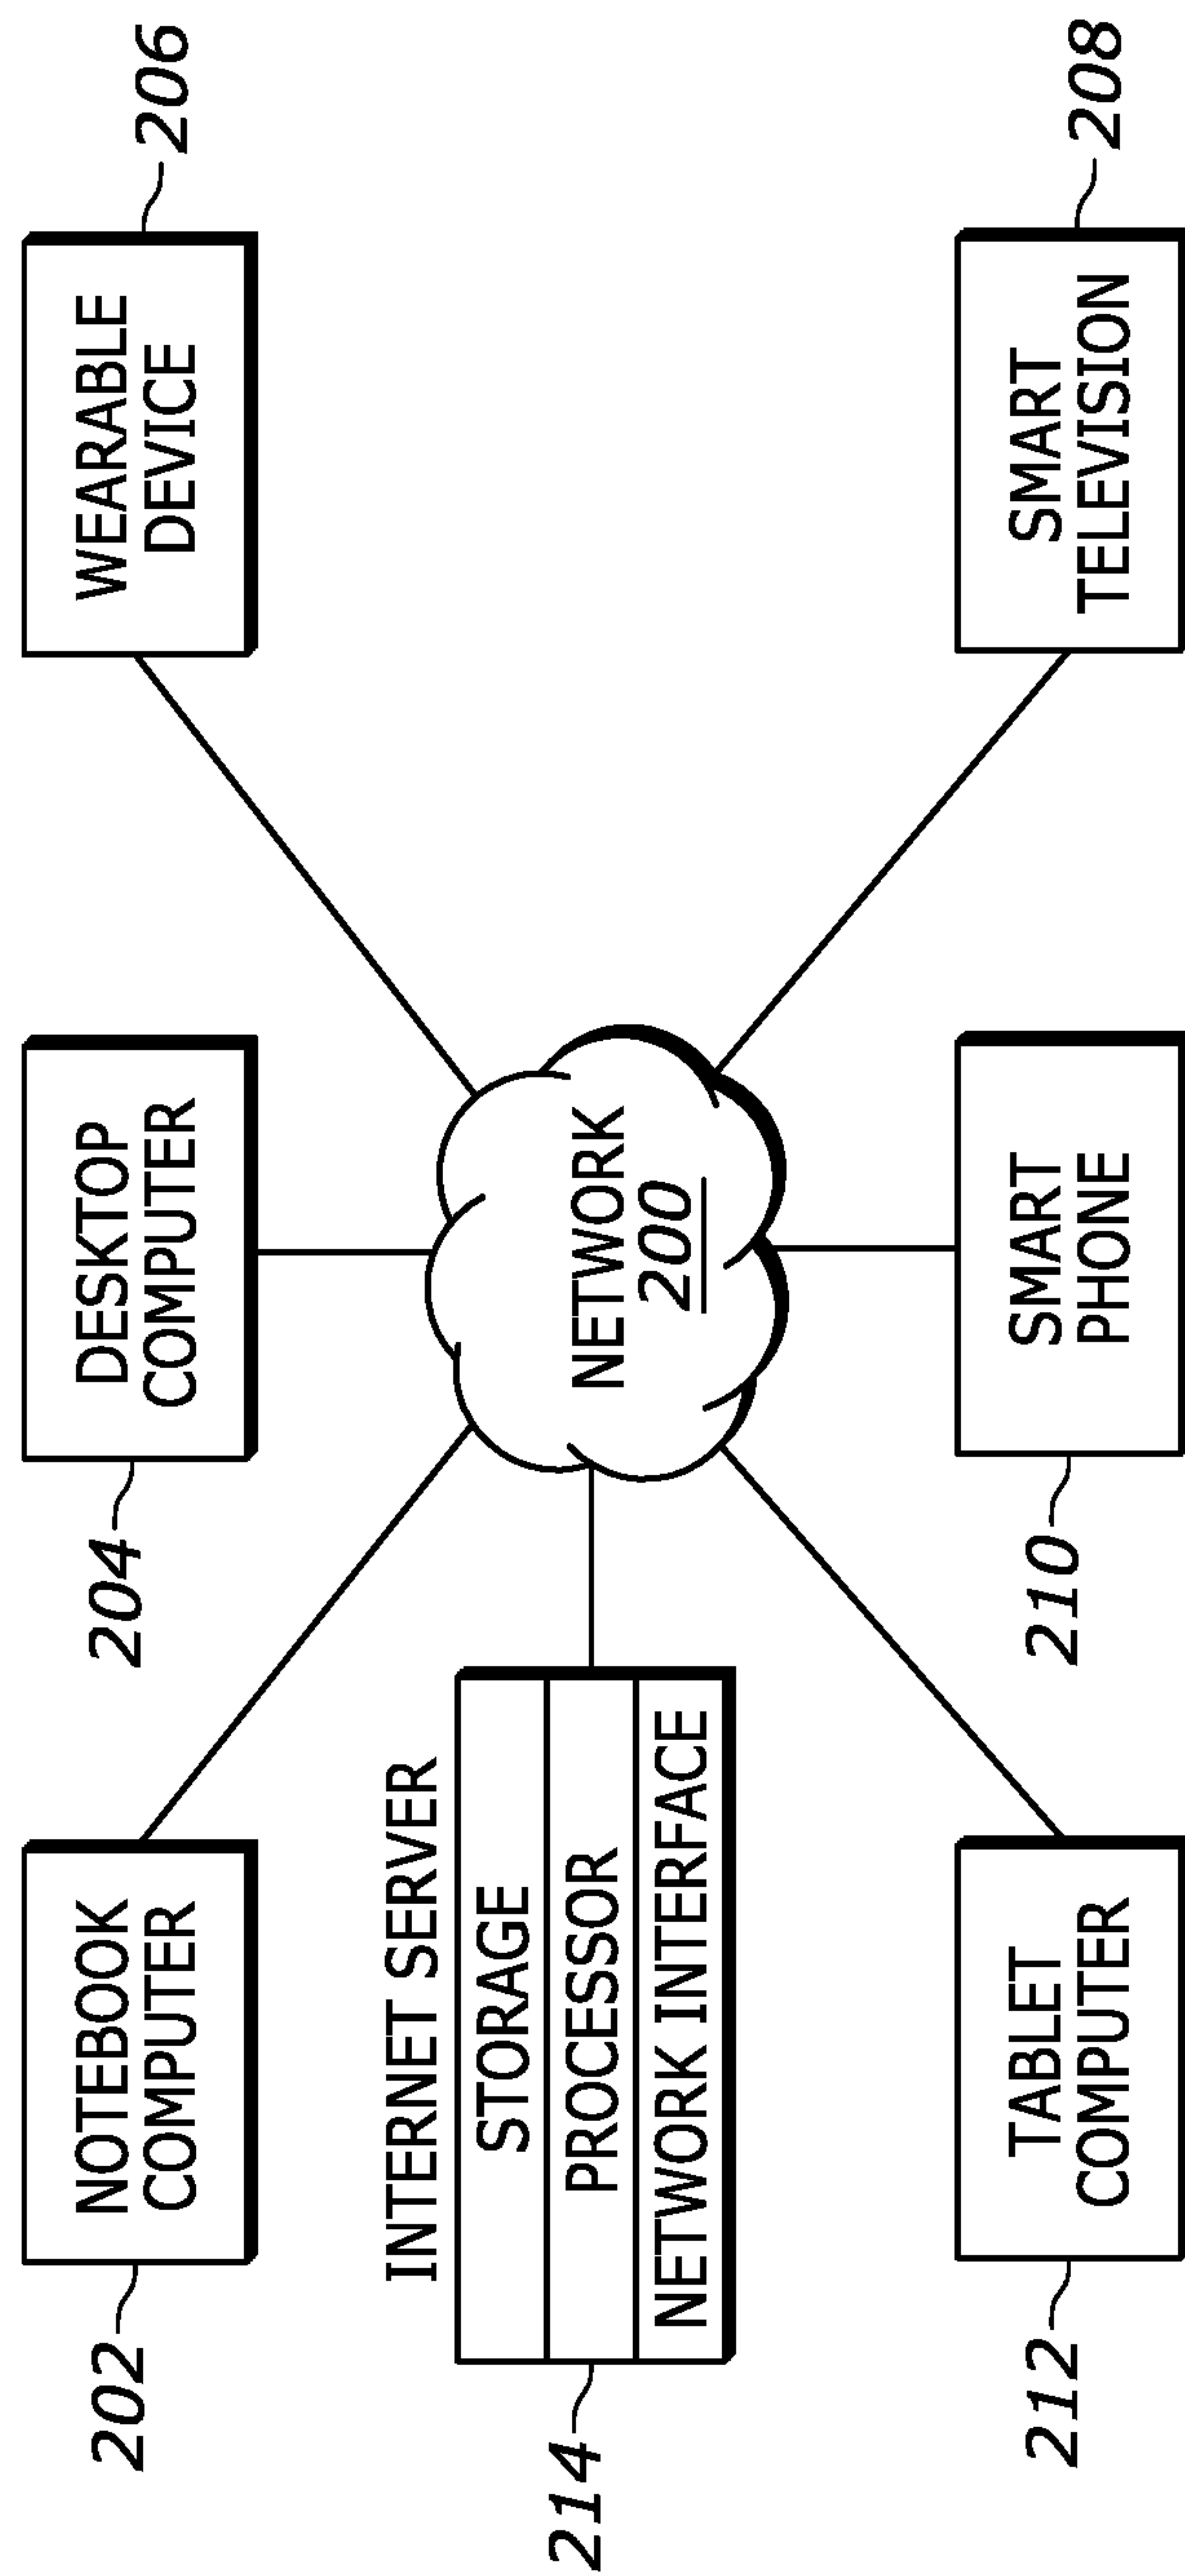 202
NOTEBOOK
COMPUTER
204
DESKTOP
COMPUTER
WEARABLE
DEVICE
206
INTERNET SERVER
214
STORAGE
PROCESSOR
NETWORK INTERFACE
NETWORK
200
212
TABLET
COMPUTER
210
SMART
PHONE
SMART
TELEVISION
208